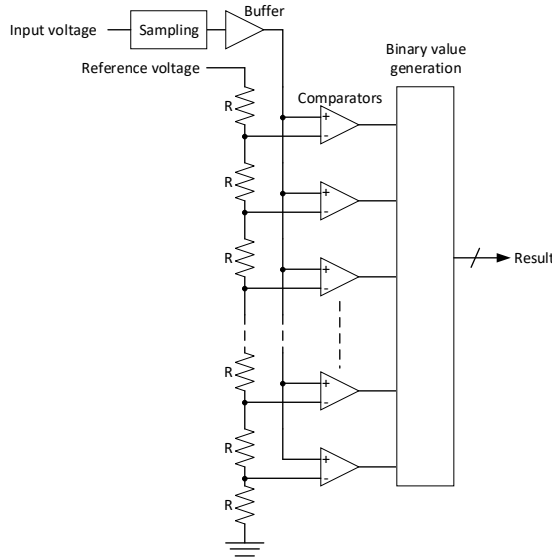 Buffer
Input voltage
Sampling
Reference voltage
Binary value
generation
R
Comparators
+
-
R
+
-
R
+
-
Result
R
+
-
R
+
-
R